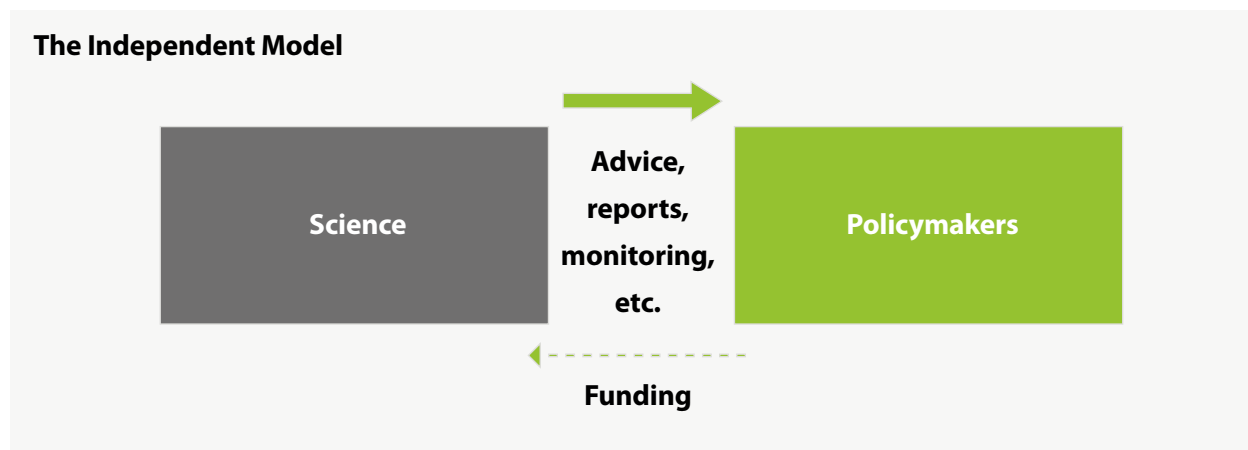 The Independent Model
Science
Advice,
reports,
monitoring,
etc.
Policymakers
Funding